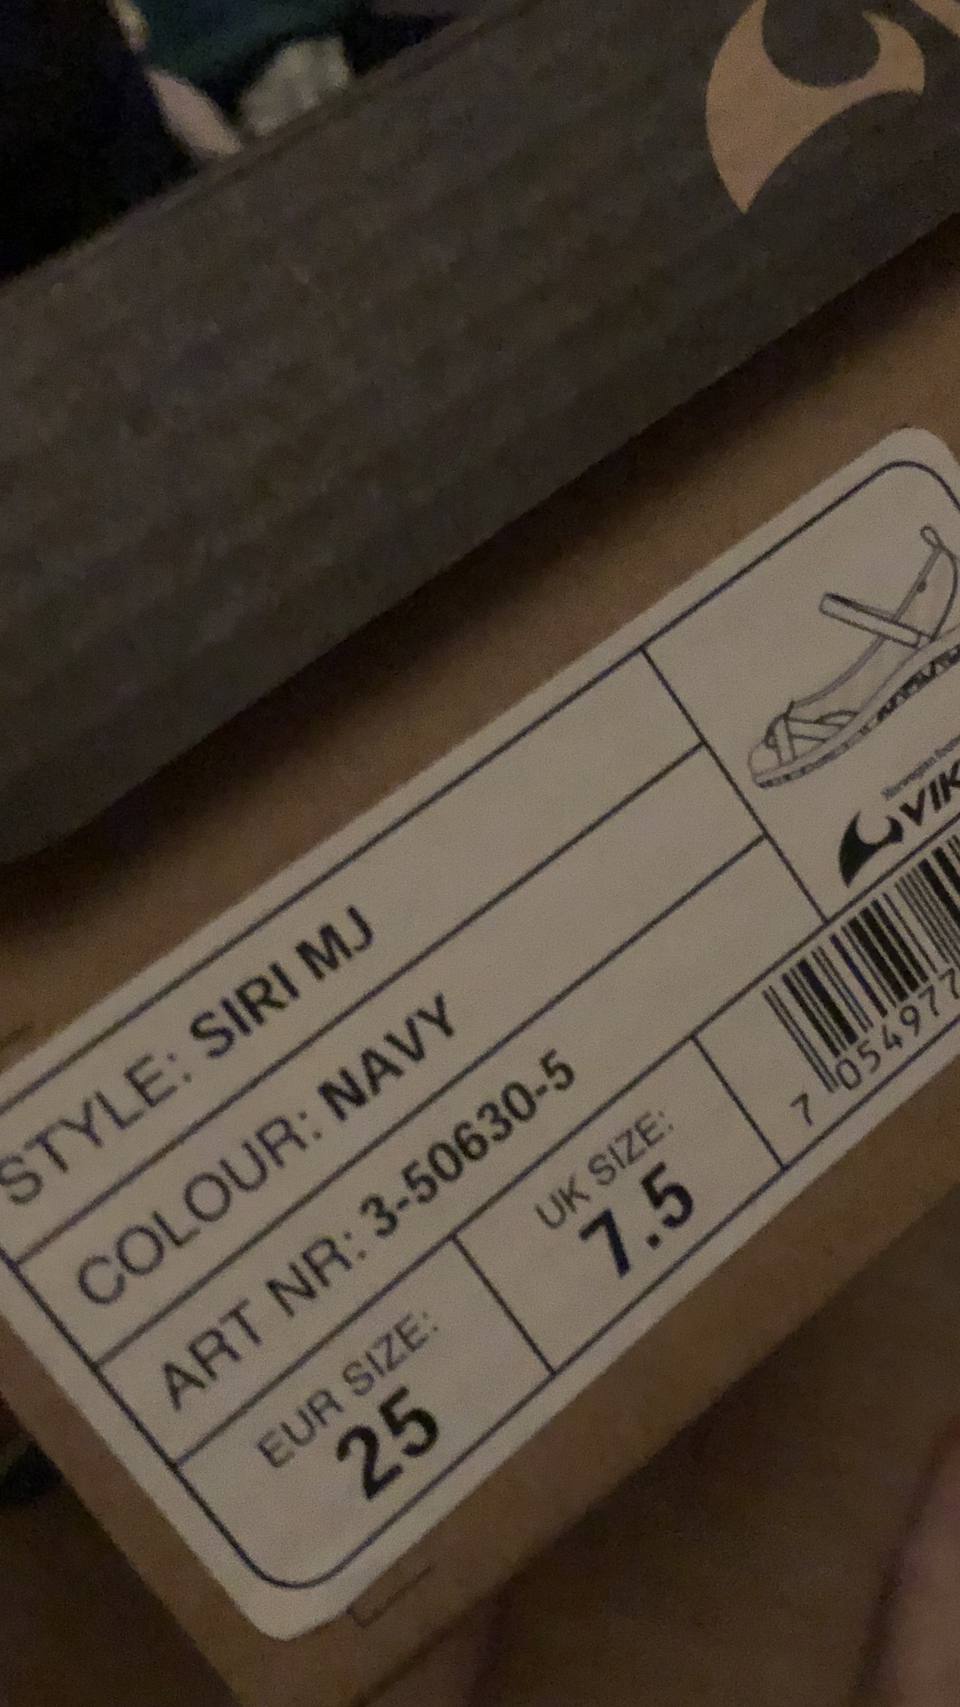 STYLE: SIRI MJ
COLOUR: NAVY
ART NR: 3-50630-5
EUR SIZE:
25
UK SIZE:
7.5
VIK
7 054977